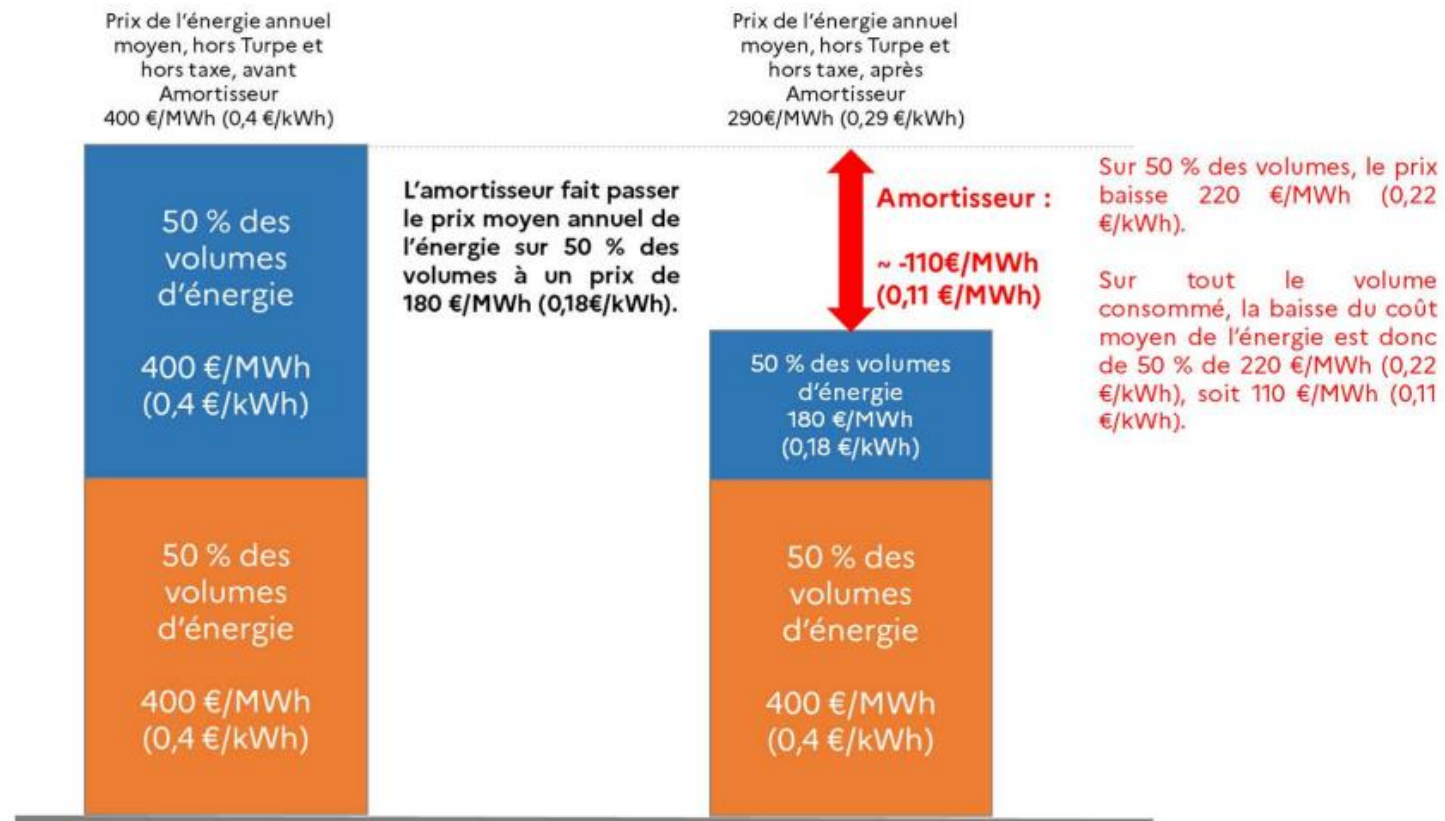 Prix de l'énergie annuel
moyen, hors Turpe et
hors taxe, avant
Amortisseur
400 €/MWh (0,4 €/kWh)
Prix de l'énergie annuel
moyen, hors Turpe et
hors taxe, après
Amortisseur
290€/MWh (0,29 €/kWh)
50 % des
volumes
d'énergie
400 €/MWh
(0,4 €/kWh)
50 % des
volumes
d'énergie
400 €/MWh
(0,4 €/kWh)
L'amortisseur fait passer
le prix moyen annuel de
l'énergie sur 50 % des
volumes à un prix de
180 €/MWh (0,18€/kWh).
Amortisseur :
~ -110€/MWh
(0,11 €/MWh)
50 % des volumes
d'énergie
180 €/MWh
(0,18 €/kWh)
50 % des
volumes
d'énergie
400 €/MWh
(0,4 €/kWh)
Sur 50 % des volumes, le prix
baisse 220 €/MWh (0,22
€/kWh).
Sur tout le volume
consommé, la baisse du coût
moyen de l'énergie est donc
de 50 % de 220 €/MWh (0,22
€/kWh), soit 110 €/MWh (0,11
€/kWh).